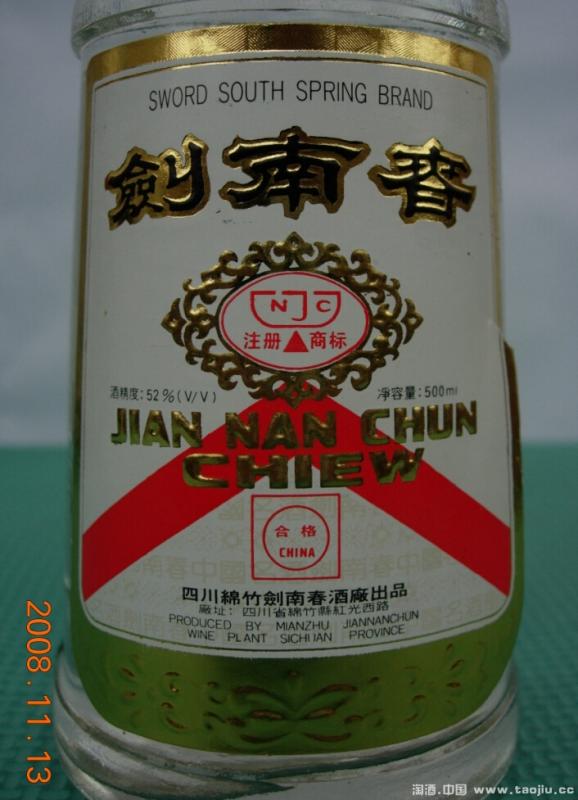 SWORD SOUTH SPRING BRAND
劍南春
CNJC
注册 商标
酒精度: 52%(V/V) 净容量: 500ml
JIAN NAN CHUN
CHIEW
合格
CHINA
四川綿竹劍南春酒廠出品
廠址: 四川省綿竹縣紅光西路
PRODUCED BY MIANZHU JIANNANCHUN
WINE PLANT SICHUAN PROVINCE
2008.11.13
淘酒.中国 www.taojiu.cc